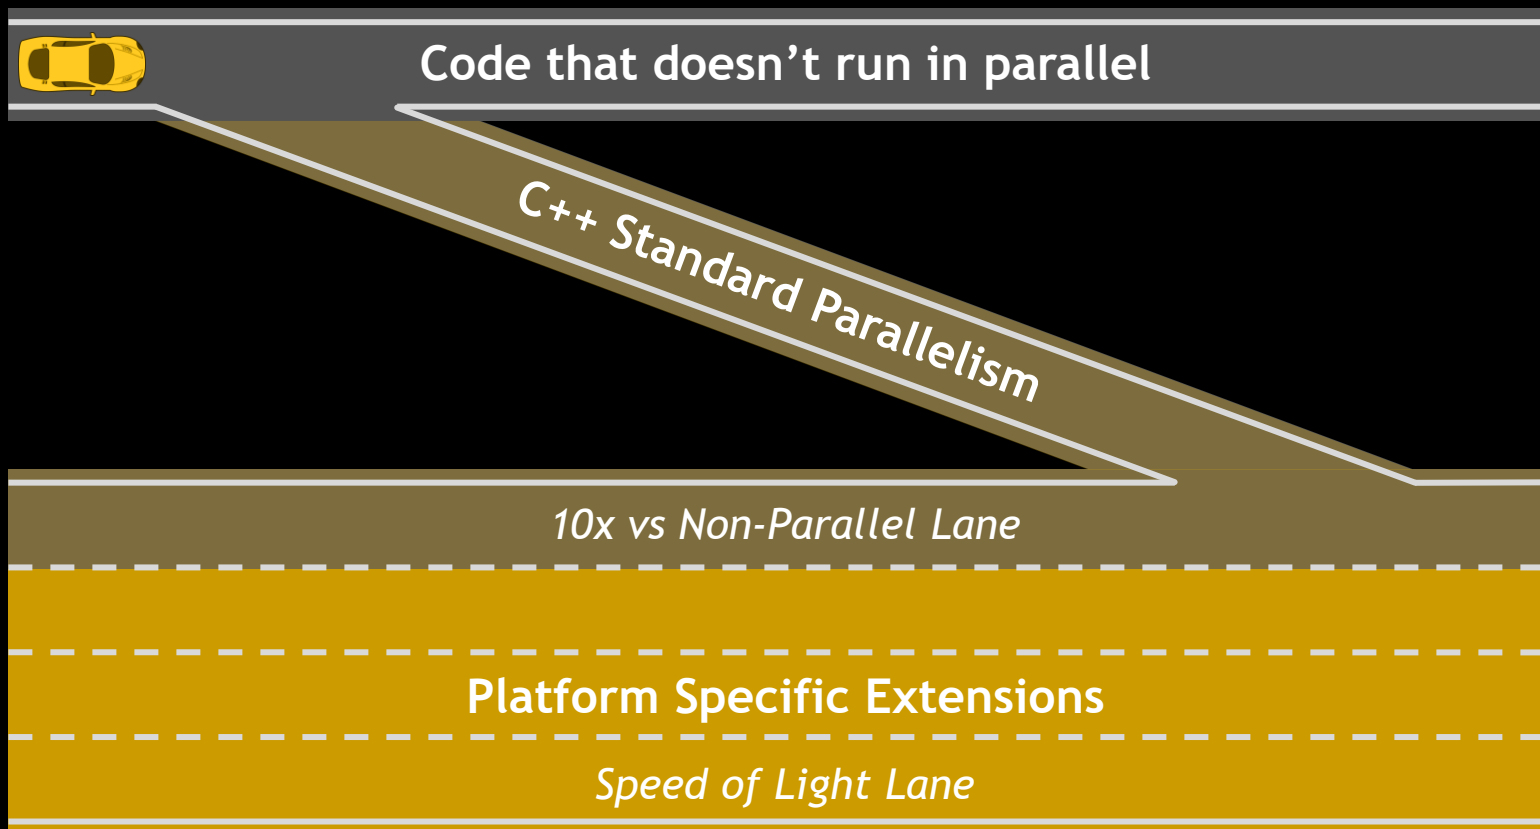 Code that doesn’t run in parallel
C++ Standard Parallelism
10x vs Non-Parallel Lane
Platform Specific Extensions
Speed of Light Lane